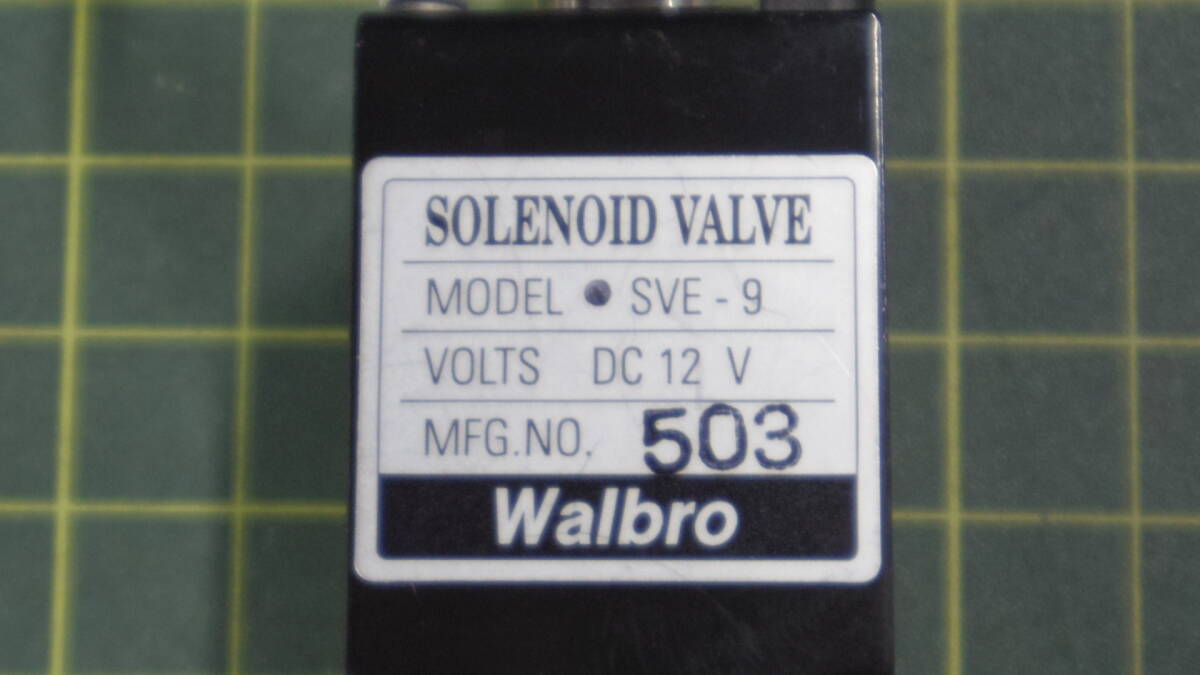 SOLENOID VALVE
MODEL • SVE - 9
VOLTS DC 12 V
MFG.NO. 503
Walbro